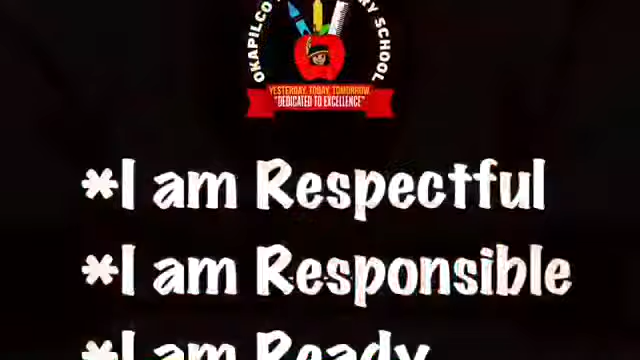 OKAPILCO
SCHOOL
YESTERDAY, TODAY, TOMORROW
"DEDICATED TO EXCELLENCE"
*I am Respectful
*I am Responsible
*I am Ready